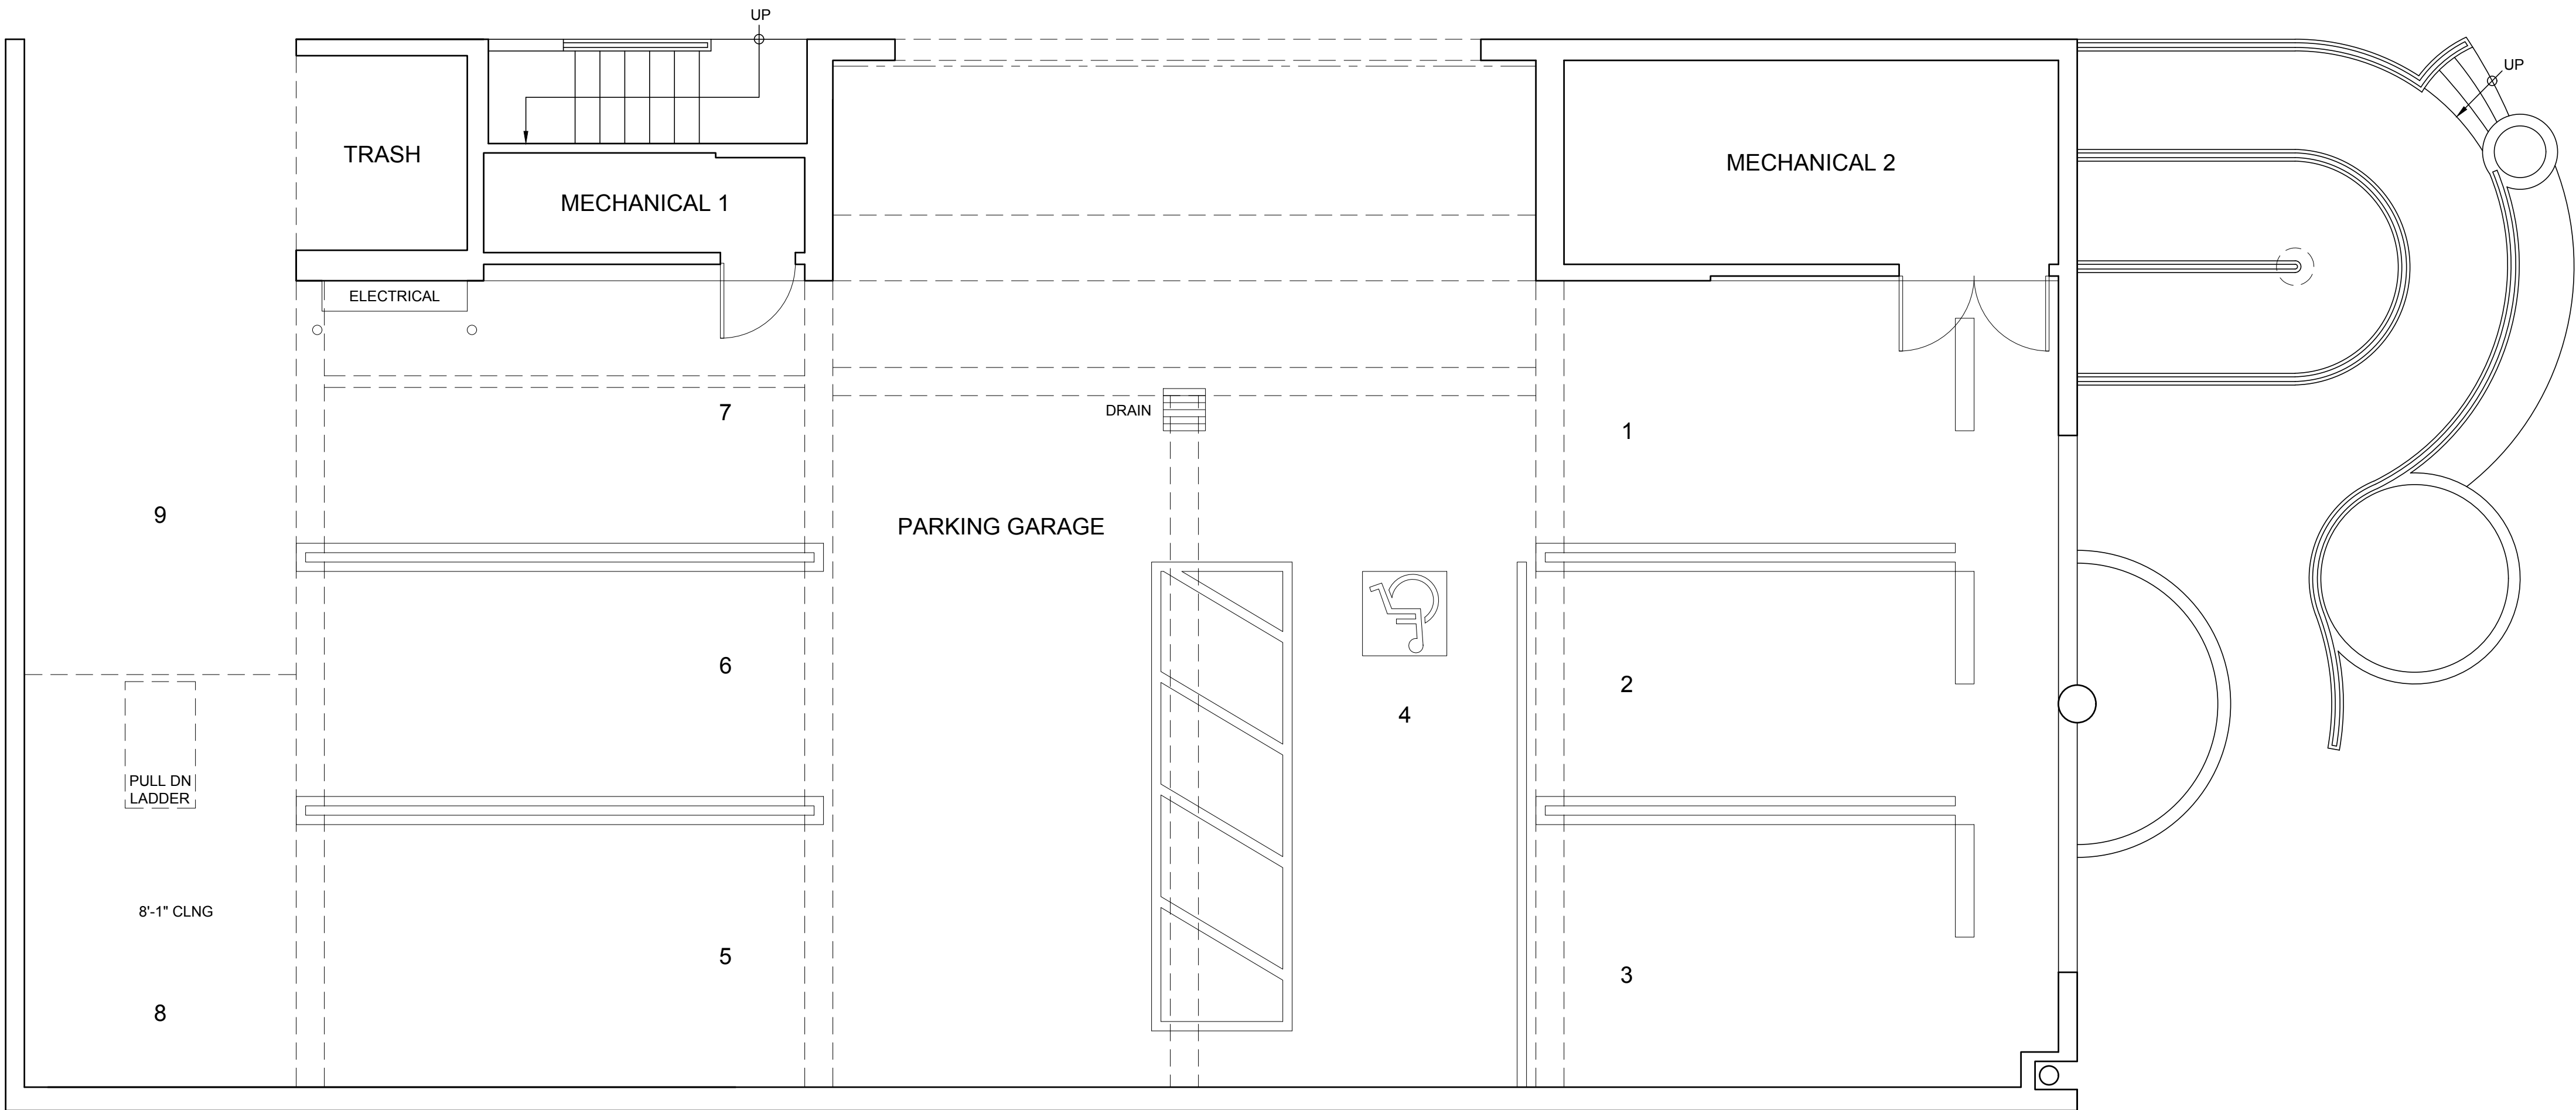 UP
UP
TRASH
MECHANICAL 1
MECHANICAL 2
ELECTRICAL
7
DRAIN
1
9
PARKING GARAGE
6
2
4
PULL DN
LADDER
8'-1" CLNG
5
3
8